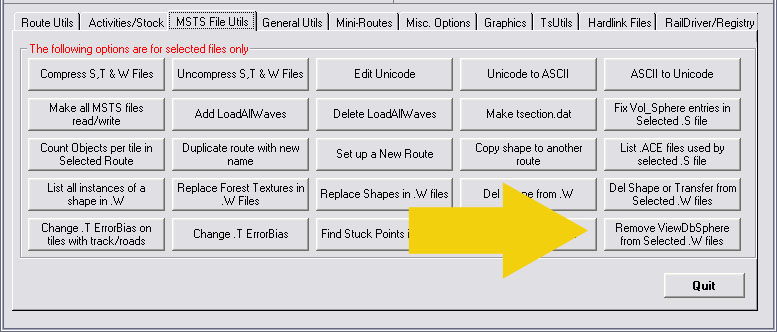 Route Utils Activities/Stock MSTS File Utils General Utils Mini-Routes Misc. Options Graphics TsUtils Hardlink Files RailDriver/Registry
The following options are for selected files only
Compress S,T & W Files Uncompress S,T & W Files Edit Unicode Unicode to ASCII ASCII to Unicode
Make all MSTS files
read/write
Add LoadAllWaves Delete LoadAllWaves Make tsection.dat
Fix Vol_Sphere entries in
Selected .S file
Count Objects per tile in
Selected Route
Duplicate route with new
name
Set up a New Route
Copy shape to another
route
List .ACE files used by
selected .S file
List all instances of a
shape in .W
Replace Forest Textures in
.W Files
Replace Shapes in .W files
Del from .W
Del Shape or Transfer from
Selected .W files
Change .T ErrorBias on
tiles with track/roads
Change .T ErrorBias
Find Stuck Points
Remove ViewDbSphere
from Selected .W files
Quit